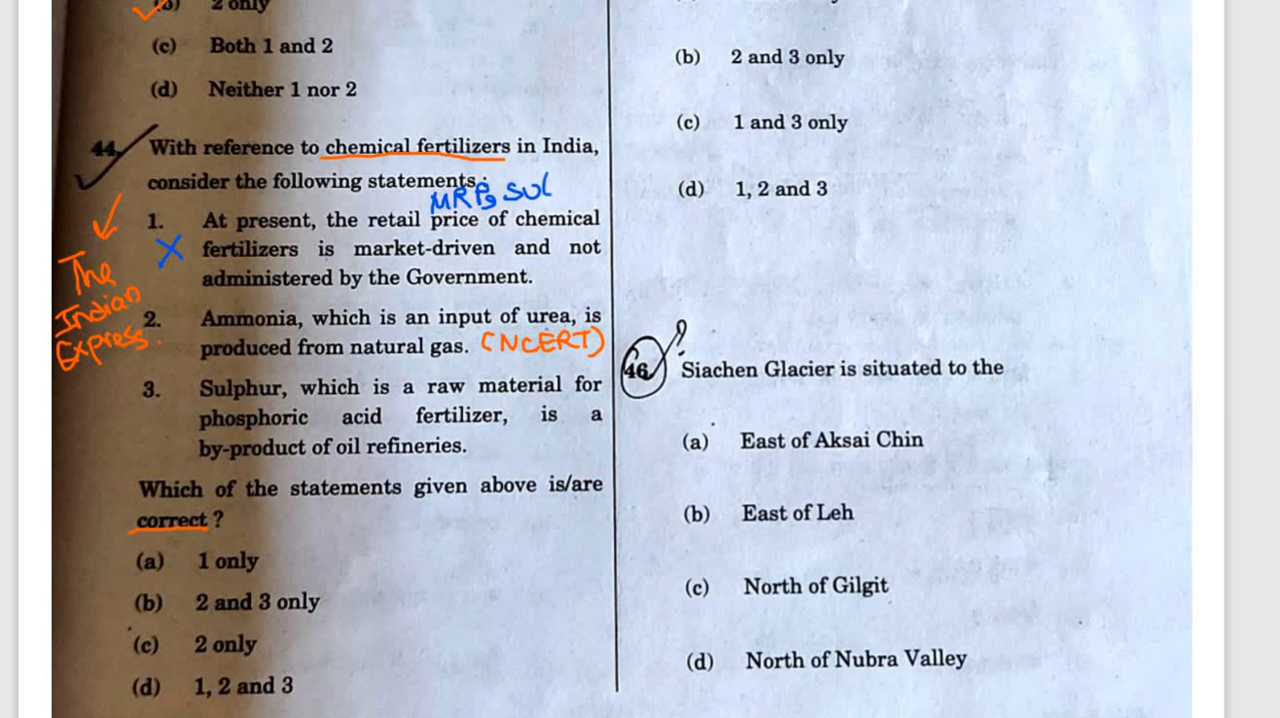 2 only
(c) Both 1 and 2
(d) Neither 1 nor 2
44. With reference to chemical fertilizers in India,
consider the following statements:
MRP, SUL
1. At present, the retail price of chemical
fertilizers is market-driven and not
administered by the Government.
The
Indian
Express.
2. Ammonia, which is an input of urea, is
produced from natural gas. (NCERT)
3. Sulphur, which is a raw material for
phosphoric acid fertilizer, is a
by-product of oil refineries.
Which of the statements given above is/are
correct ?
(a) 1 only
(b) 2 and 3 only
(c) 2 only
(d) 1, 2 and 3
(b) 2 and 3 only
(c) 1 and 3 only
(d) 1, 2 and 3
?
46. Siachen Glacier is situated to the
(a) East of Aksai Chin
(b) East of Leh
(c) North of Gilgit
(d) North of Nubra Valley